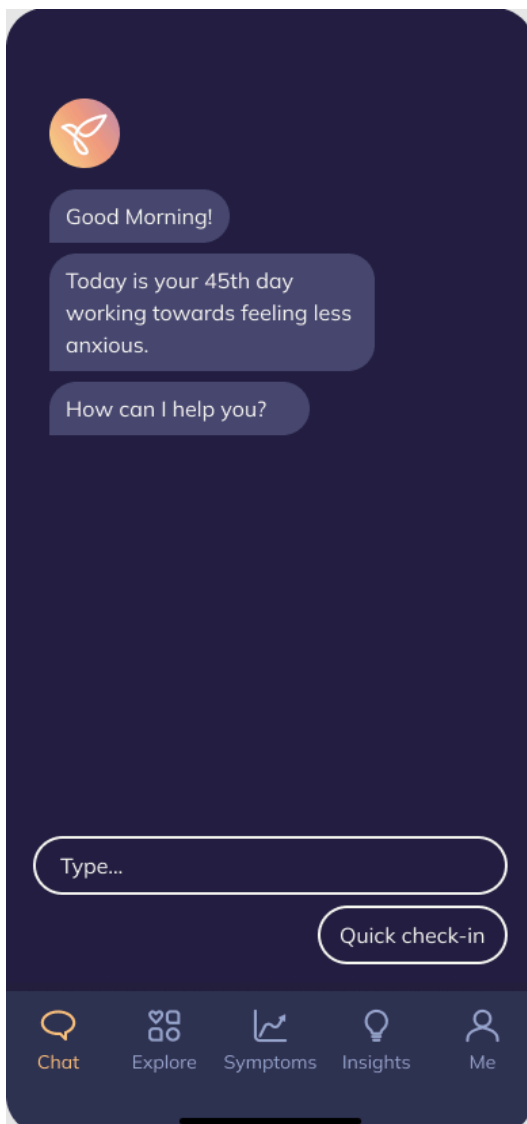 Good Morning!
Today is your 45th day
working towards feeling less
anxious.
How can I help you?
Type...
Quick check-in
Chat
Explore
Symptoms
Insights
Me